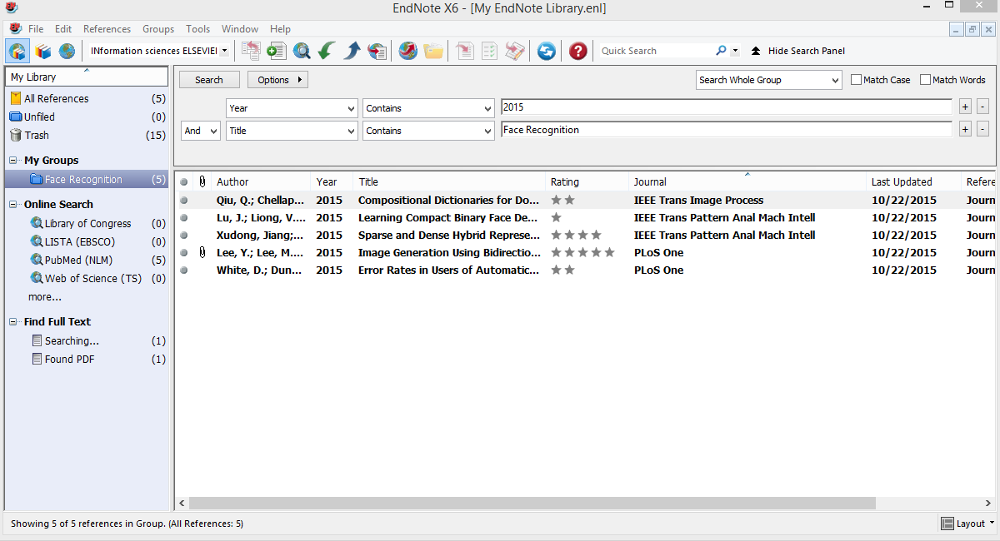 EndNote X6 - [My EndNote Library.enl]
File Edit References Groups Tools Window Help
INformation sciences ELSEVIEI
Quick Search
Hide Search Panel
My Library
All References (5)
Unfiled (0)
Trash (15)
My Groups
Face Recognition (5)
Online Search
Library of Congress (0)
LISTA (EBSCO) (0)
PubMed (NLM) (5)
Web of Science (TS) (0)
more...
Find Full Text
Searching... (1)
Found PDF (1)
Search Options Search Whole Group Match Case Match Words
Year Contains 2015 + -
And Title Contains Face Recognition + -
Author Year Title Rating Journal Last Updated Refere
Qiu, Q.; Chellap... 2015 Compositional Dictionaries for Do... ★★ IEEE Trans Image Process 10/22/2015 Journ
Lu, J.; Liong, V.... 2015 Learning Compact Binary Face De... ★ IEEE Trans Pattern Anal Mach Intell 10/22/2015 Journ
Xudong, Jiang;... 2015 Sparse and Dense Hybrid Represe... ★★★★ IEEE Trans Pattern Anal Mach Intell 10/22/2015 Journ
Lee, Y.; Lee, M.... 2015 Image Generation Using Bidirectio... ★★★★★ PLoS One 10/22/2015 Journ
White, D.; Dun... 2015 Error Rates in Users of Automatic... ★★ PLoS One 10/22/2015 Journ
Showing 5 of 5 references in Group. (All References: 5)
Layout